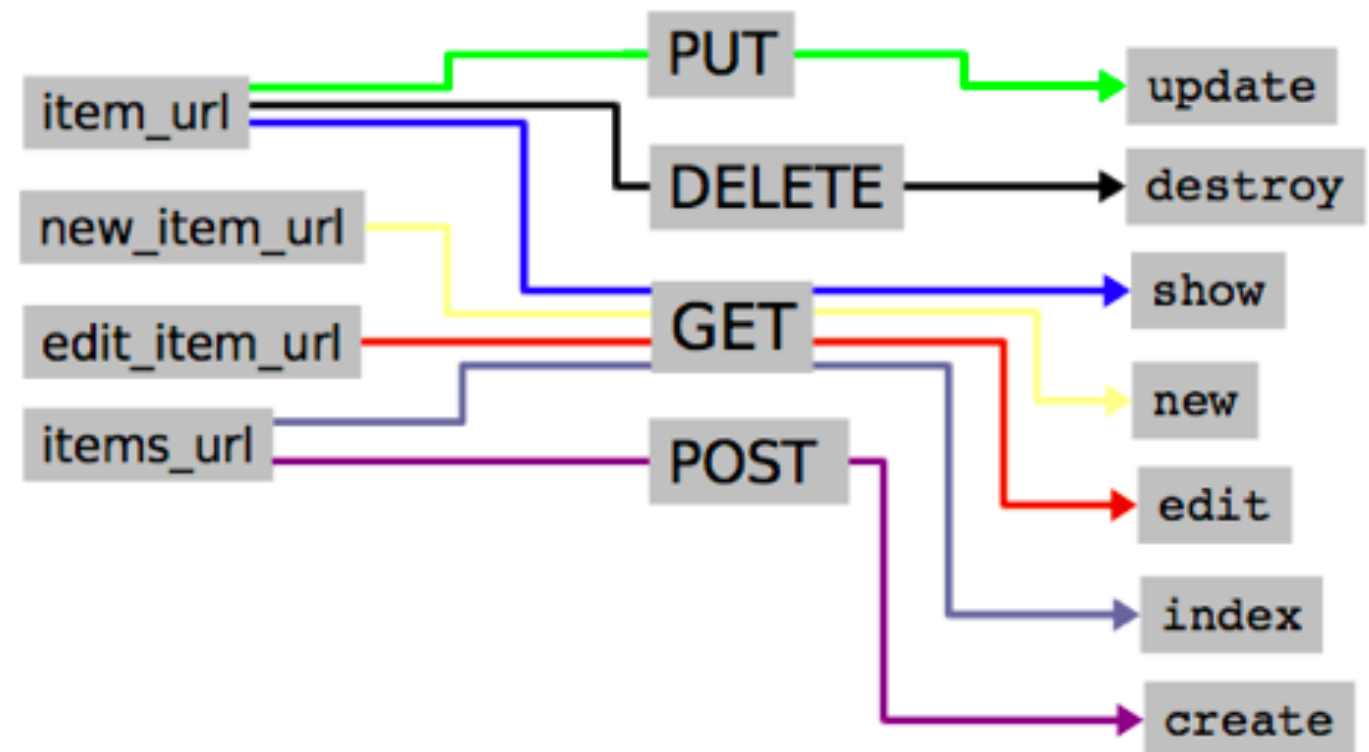 item_url
new_item_url
edit_item_url
items_url
PUT
DELETE
GET
POST
update
destroy
show
new
edit
index
create